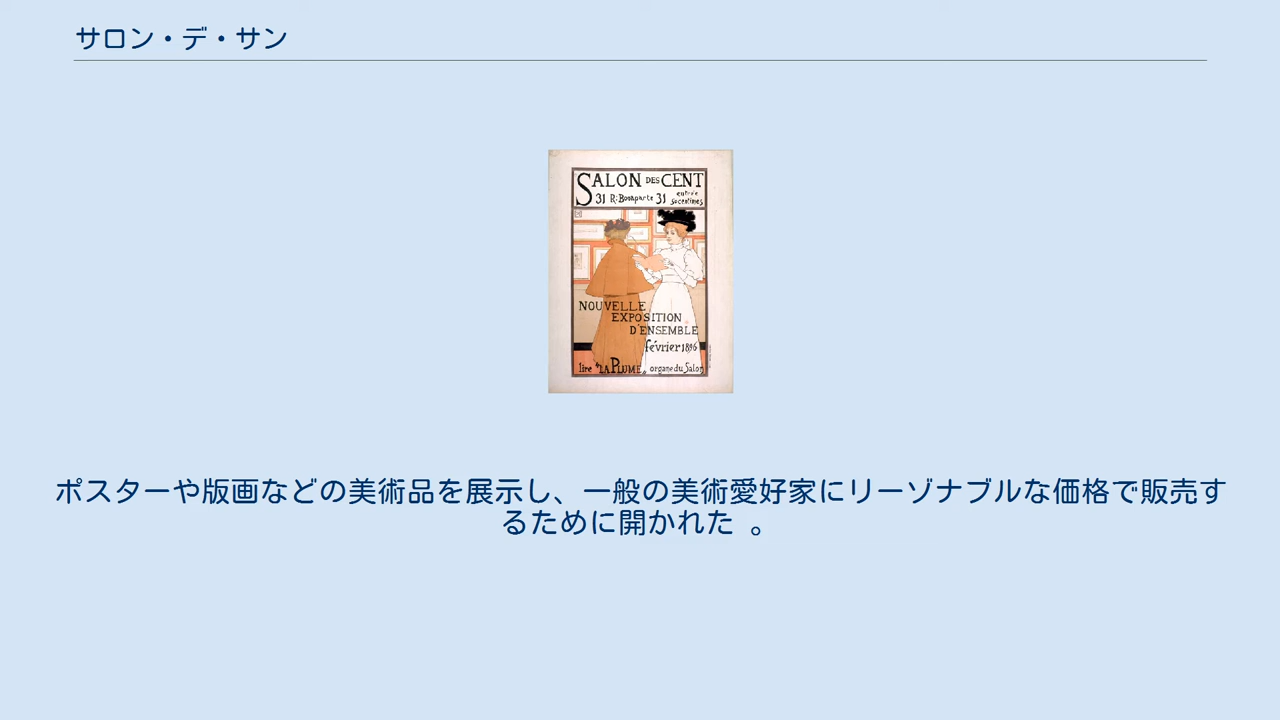 サロン・デ・サン
SALON DES CENT
31 R. Bonaparte 31 entrée
50 centimes
NOUVELLE
EXPOSITION
D'ENSEMBLE
février 1896
lire "LA PLUME" organe du Salon
ポスターや版画などの美術品を展示し、一般の美術愛好家にリーゾナブルな価格で販売す
るために開かれた 。